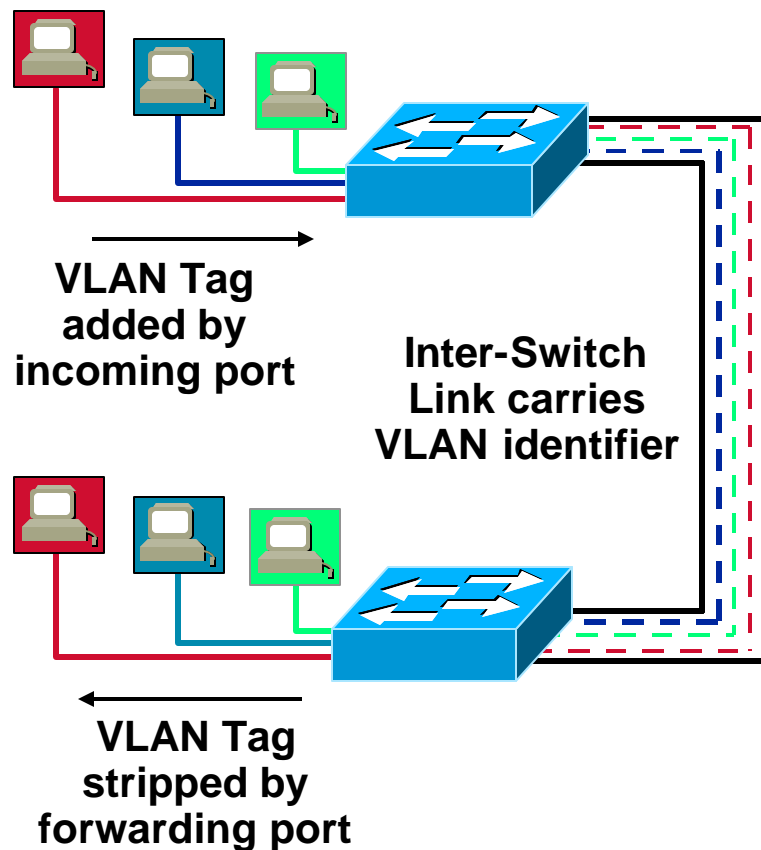 VLAN Tag
added by
incoming port
Inter-Switch
Link carries
VLAN identifier
VLAN Tag
stripped by
forwarding port